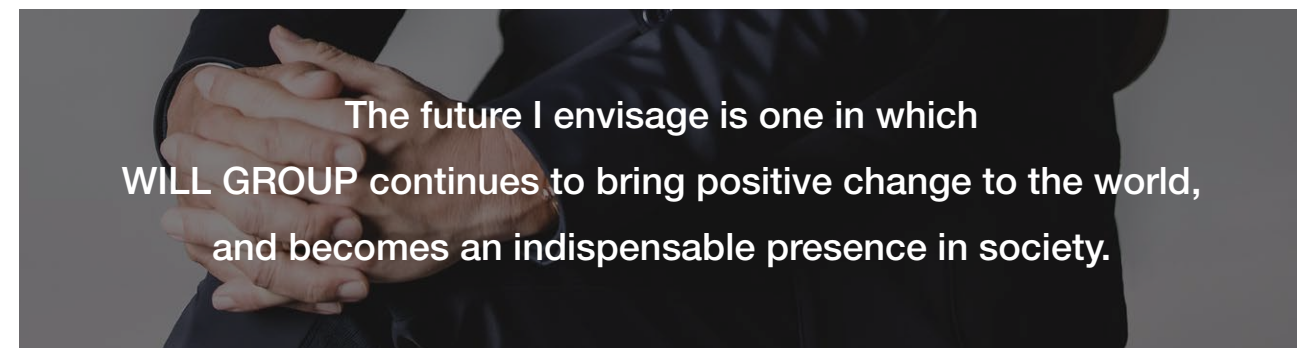 The future I envisage is one in which
WILL GROUP continues to bring positive change to the world,
and becomes an indispensable presence in society.